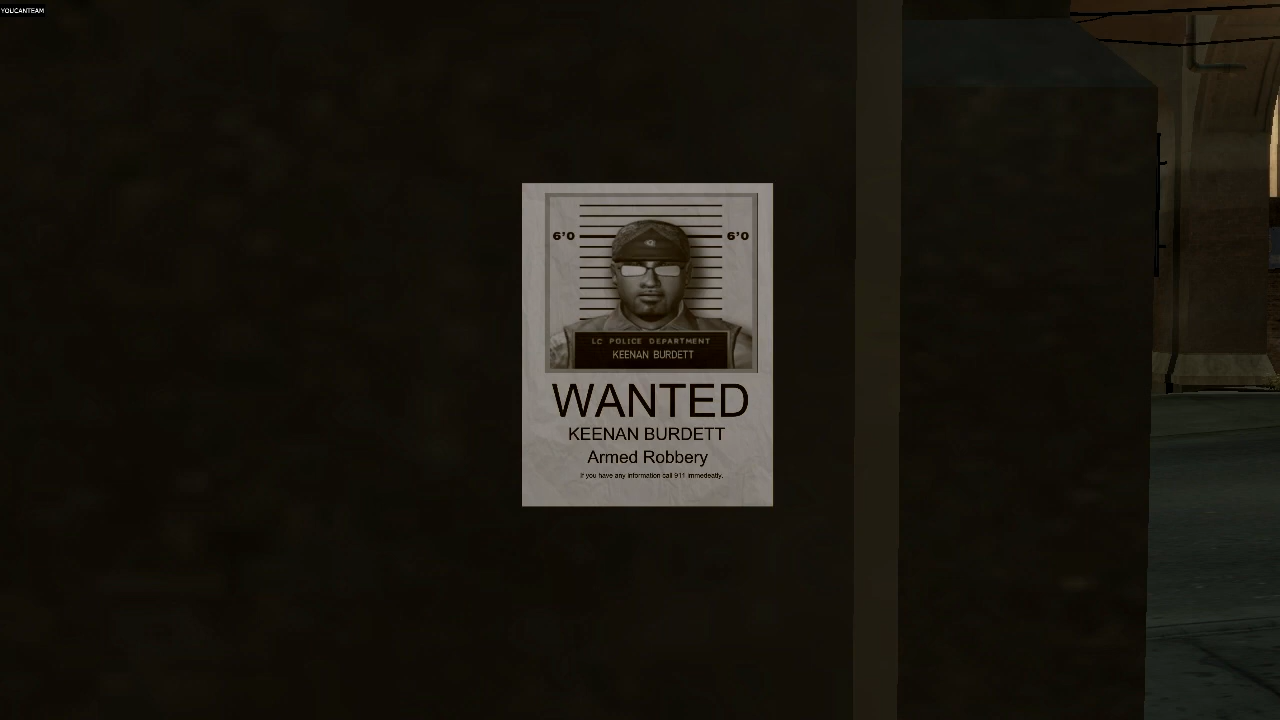 YOUCANTEAM
6'0 6'0
LC POLICE DEPARTMENT
KEENAN BURDETT
WANTED
KEENAN BURDETT
Armed Robbery
If you have any information call 911 immedeatly.